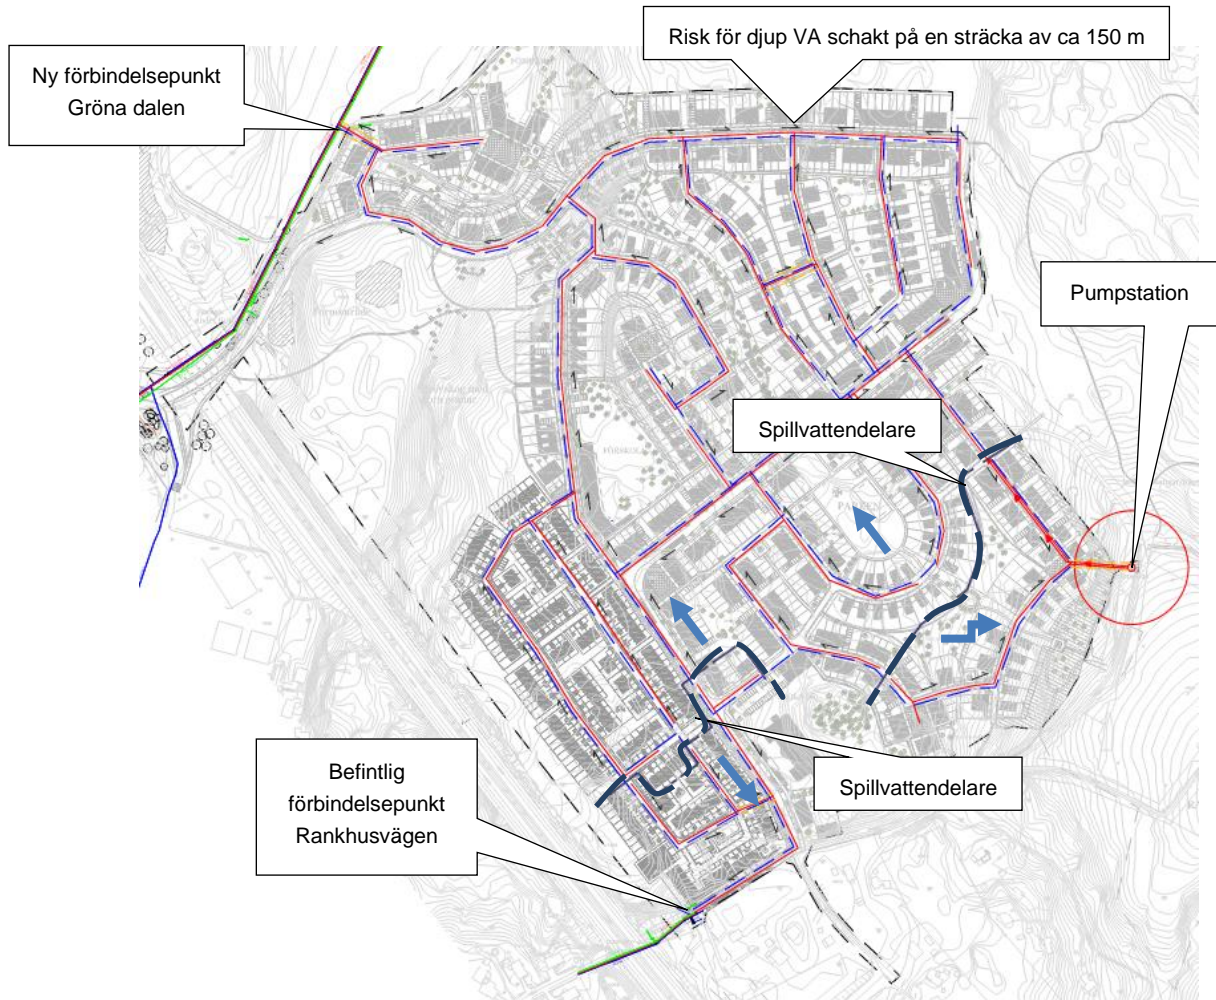 Risk för djup VA schakt på en sträcka av ca 150 m
Ny förbindelsepunkt
Gröna dalen
Pumpstation
Spillvattendelare
Spillvattendelare
Befintlig
förbindelsepunkt
Rankhusvägen